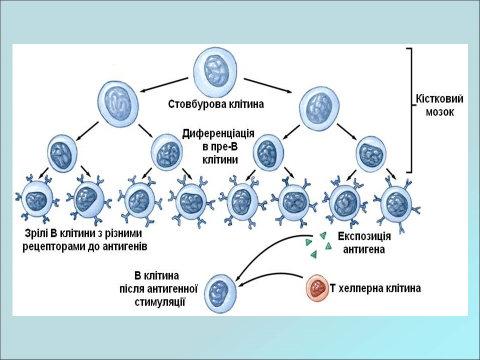 Стовбурова клітина
Кістковий
мозок
Диференціація
в пре-В
клітини
Зрілі В клітини з різними
рецепторами до антигенів
Експозиція
антигена
В клітина
після антигенної
стимуляції
Т хелперна клітина